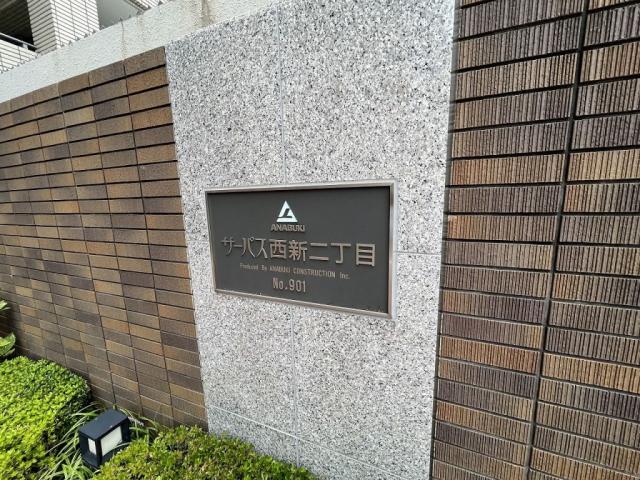 ANABUKI
サーパス西新二丁目
Produced By ANABUKI CONSTRUCTION Inc.
No.901